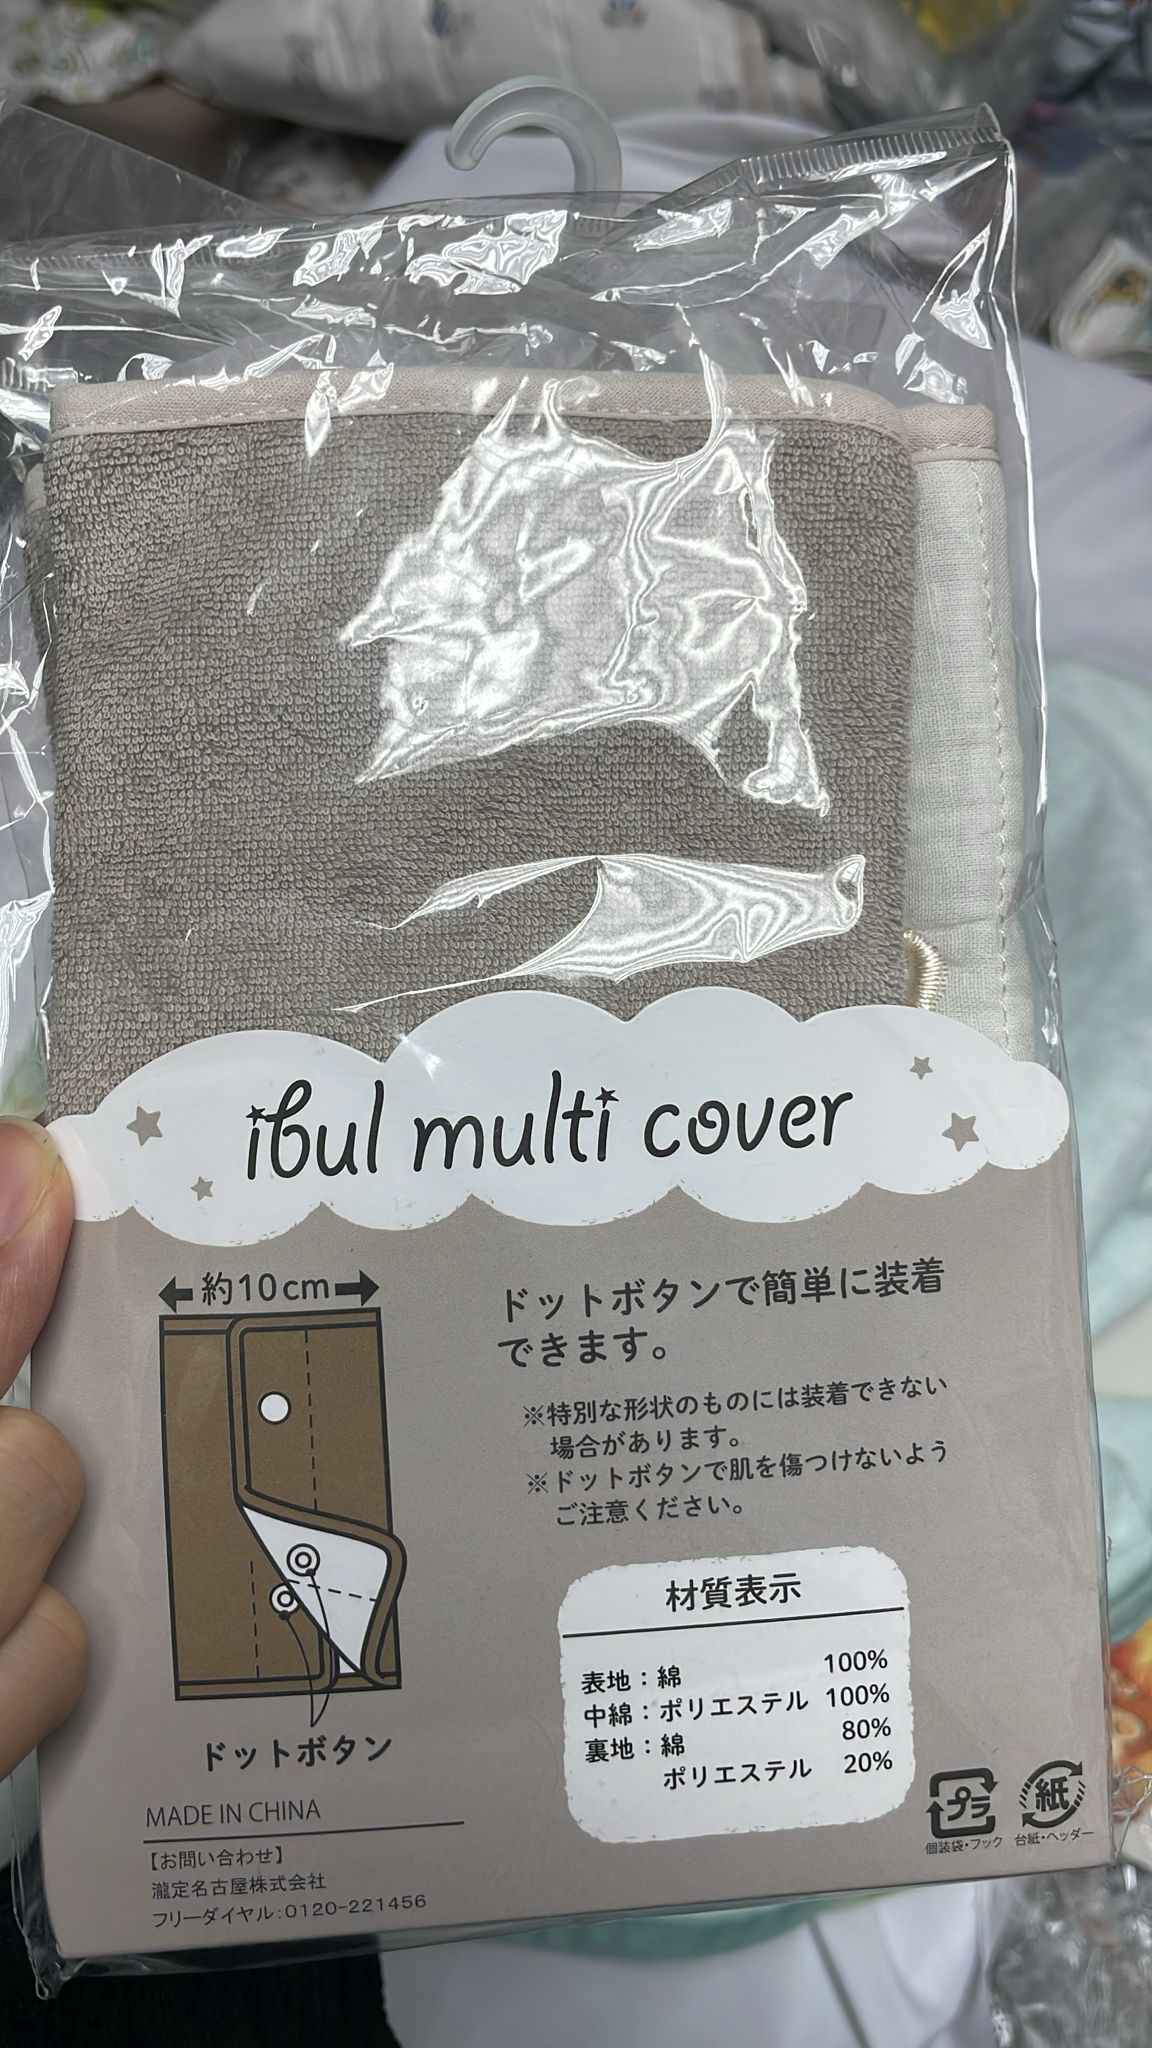 ibul multi cover
約10cm
ドットボタンで簡単に装着
できます。
※特別な形状のものには装着できない
場合があります。
※ドットボタンで肌を傷つけないよう
ご注意ください。
ドットボタン
材質表示
表地：綿 100%
中綿：ポリエステル 100%
裏地：綿 80%
ポリエステル 20%
MADE IN CHINA
【お問い合わせ】
瀧定名古屋株式会社
フリーダイヤル：0120-221456
プラ
個装袋・フック
紙
台紙・ヘッダー